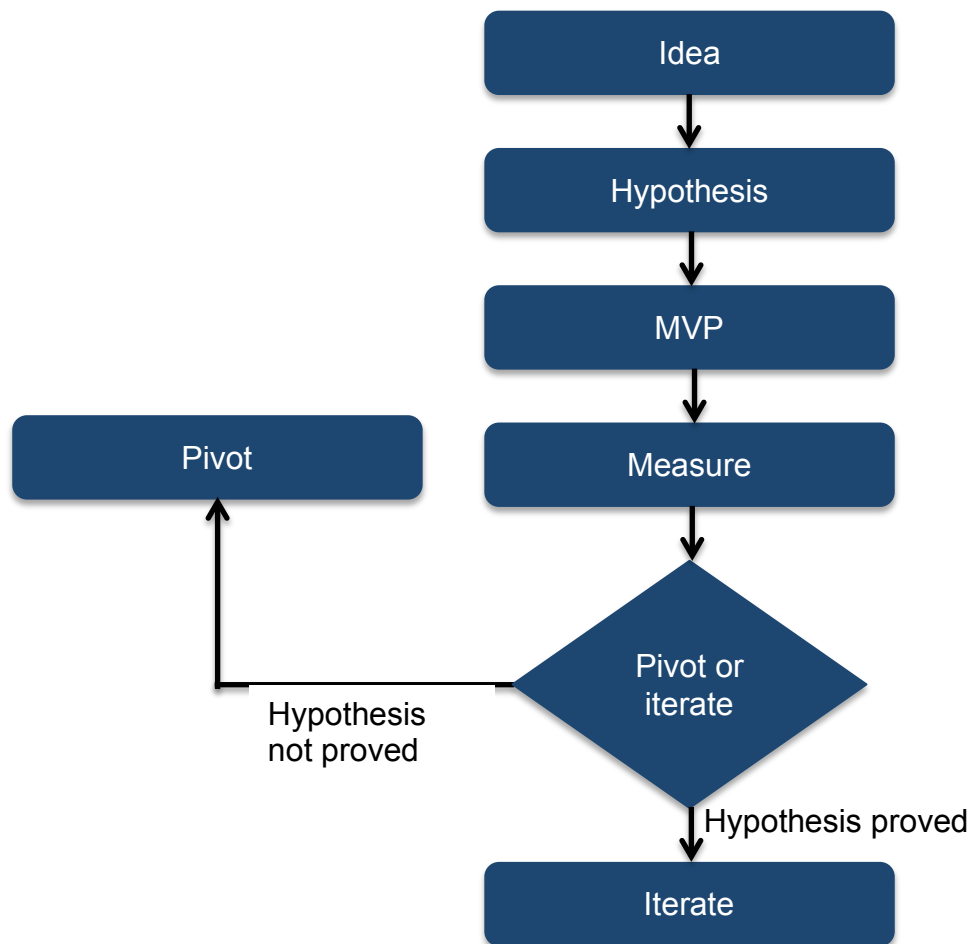 Idea
Hypothesis
MVP
Pivot
Measure
Pivot or
iterate
Hypothesis
not proved
Hypothesis proved
Iterate